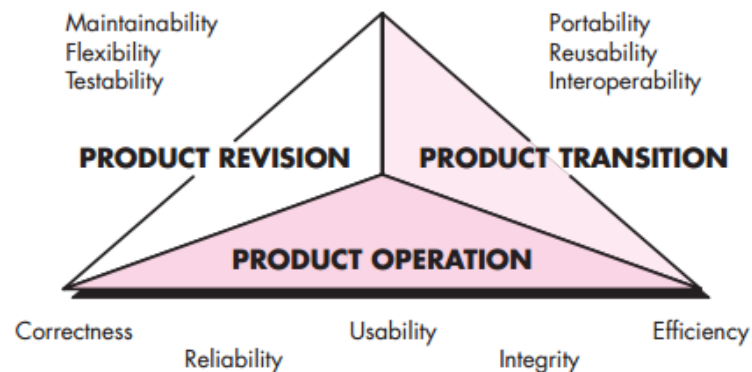 Maintainability
Flexibility
Testability
Portability
Reusability
Interoperability
PRODUCT REVISION
PRODUCT TRANSITION
PRODUCT OPERATION
Correctness
Usability
Efficiency
Reliability
Integrity